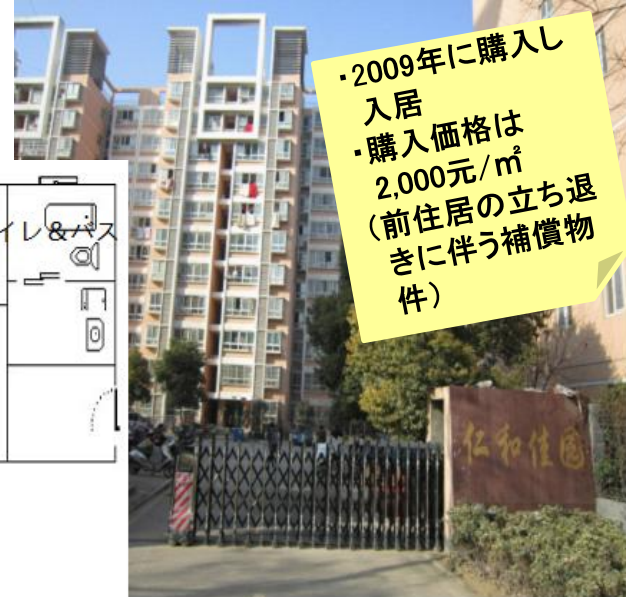 ・2009年に購入し
入居
・購入価格は
2,000元/㎡
(前住居の立ち退
きに伴う補償物
件)
イレ&バス
仁和佳園